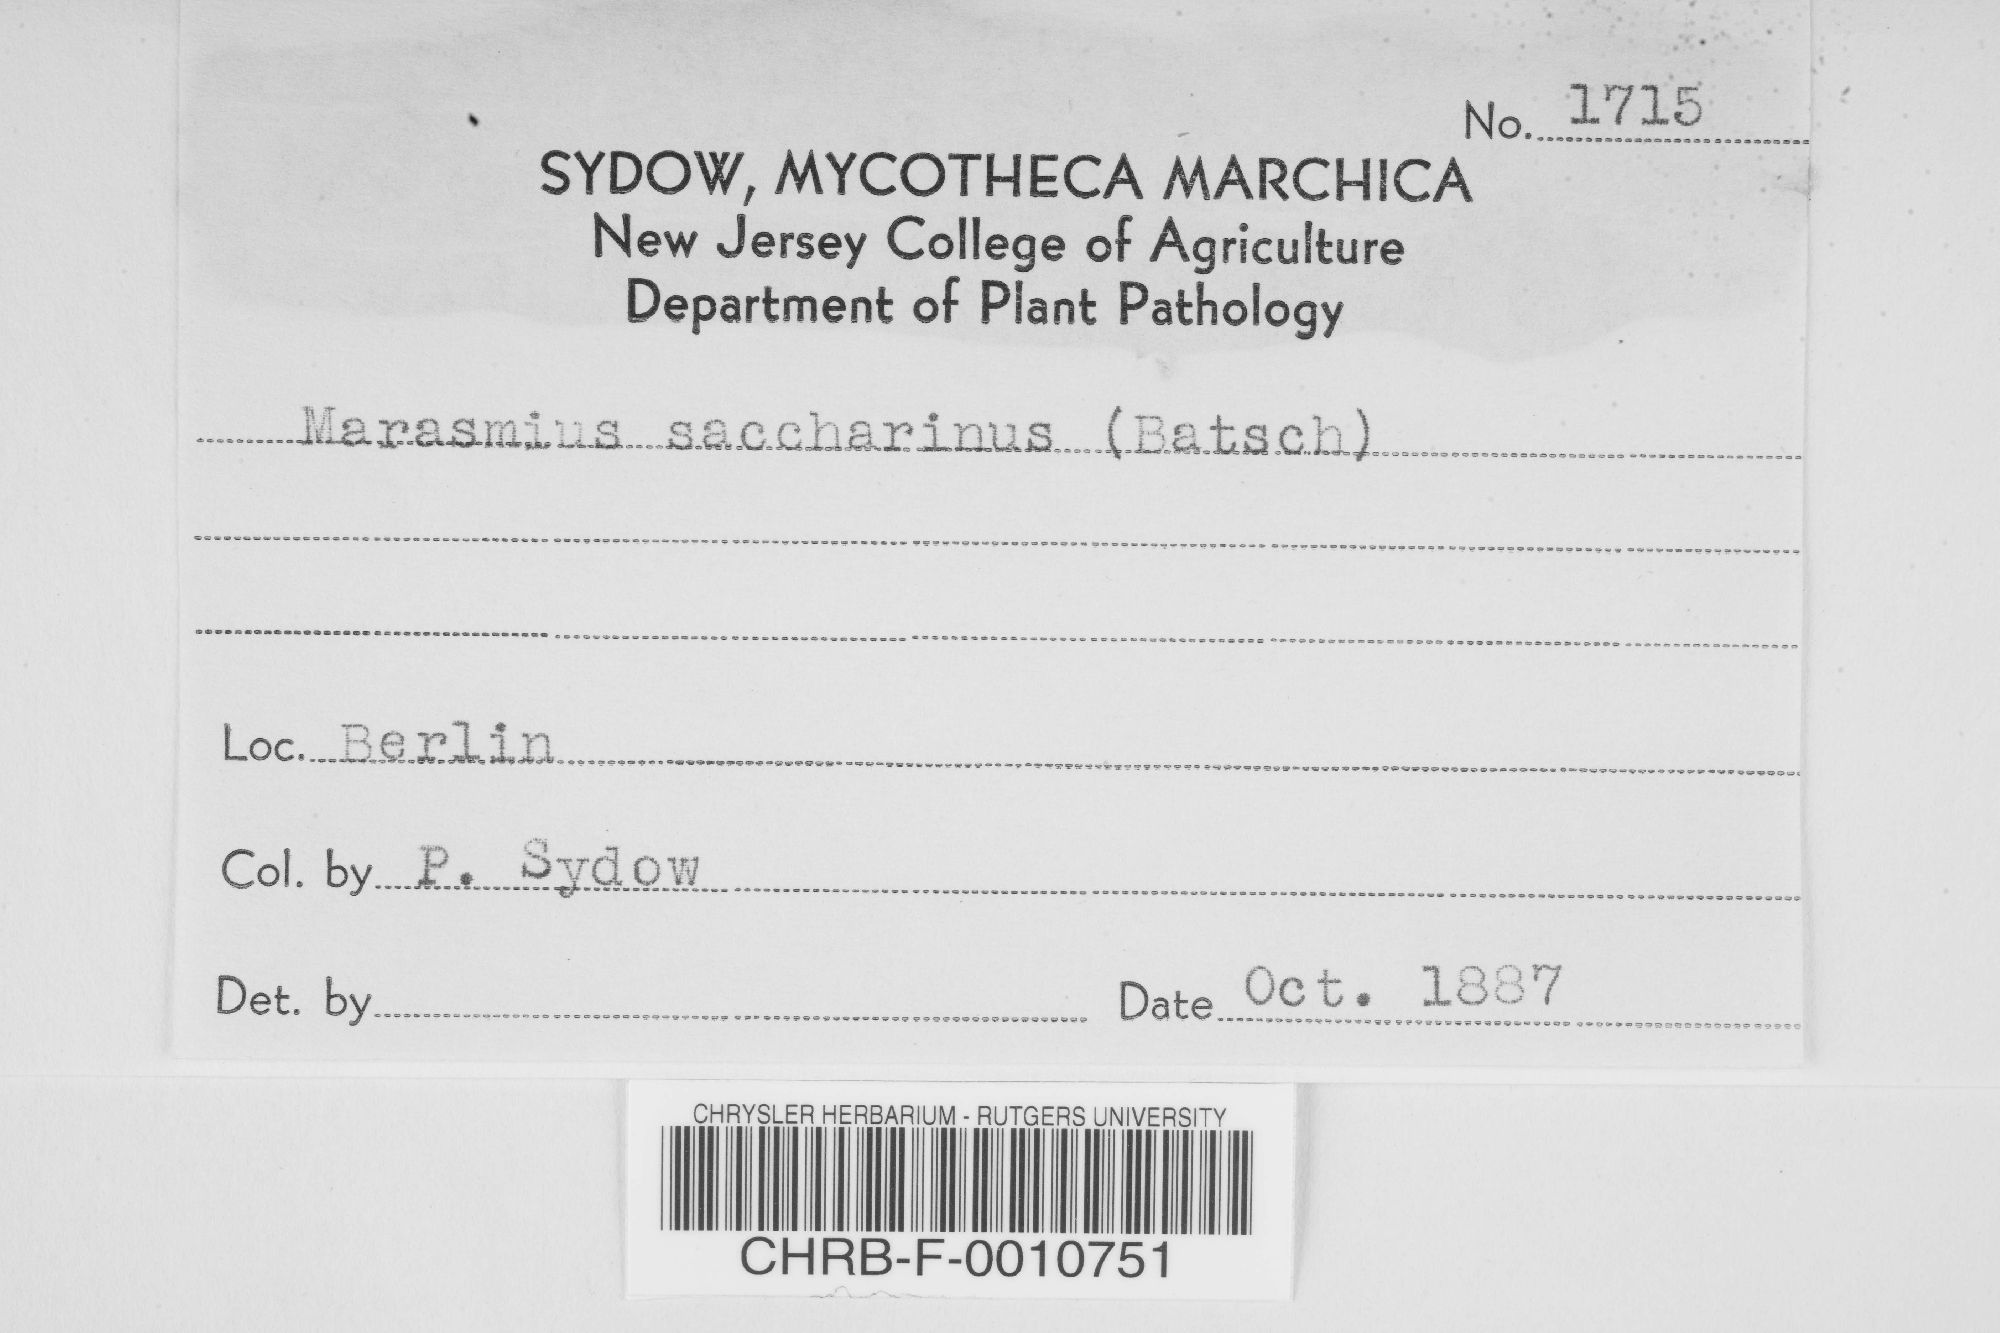 No. 1715
SYDOW, MYCOTHECA MARCHICA
New Jersey College of Agriculture
Department of Plant Pathology
Marasmius saccharinus (Batsch)
Loc. Berlin
Col. by P. Sydow
Det. by Date Oct. 1887
CHRYSLER HERBARIUM - RUTGERS UNIVERSITY
CHRB-F-0010751